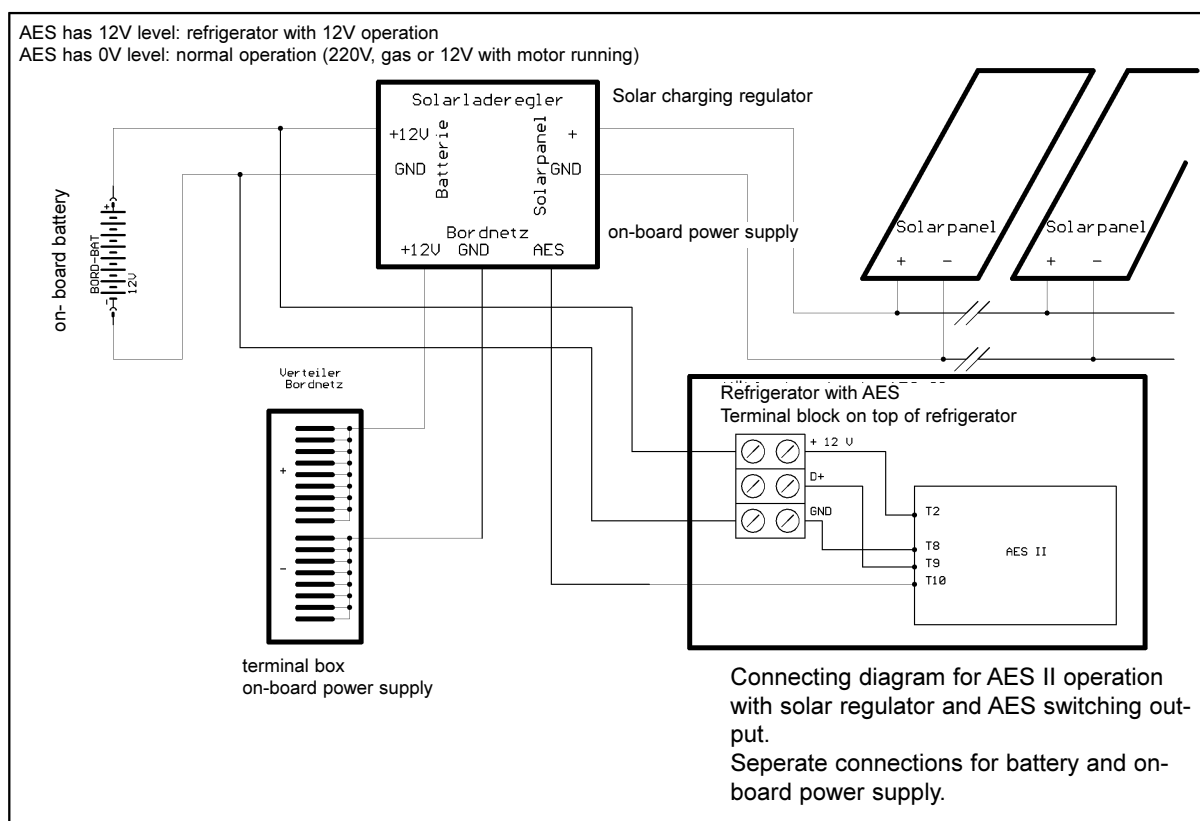 AES has 12V level: refrigerator with 12V operation
AES has 0V level: normal operation (220V, gas or 12V with motor running)
Solarladeregler
Solar charging regulator
+12V
Batterie
Solarpanel
+
GND
GND
Bordnetz
+12V GND AES
on-board power supply
on- board battery
+
BORD-BAT
12V
-
Solarpanel
+ -
Solarpanel
+ -
Verteiler
Bordnetz
+
-
terminal box
on-board power supply
Refrigerator with AES
Terminal block on top of refrigerator
+ 12 V
D+
GND
T2
T8
T9
T10
AES II
Connecting diagram for AES II operation
with solar regulator and AES switching out-
put.
Seperate connections for battery and on-
board power supply.